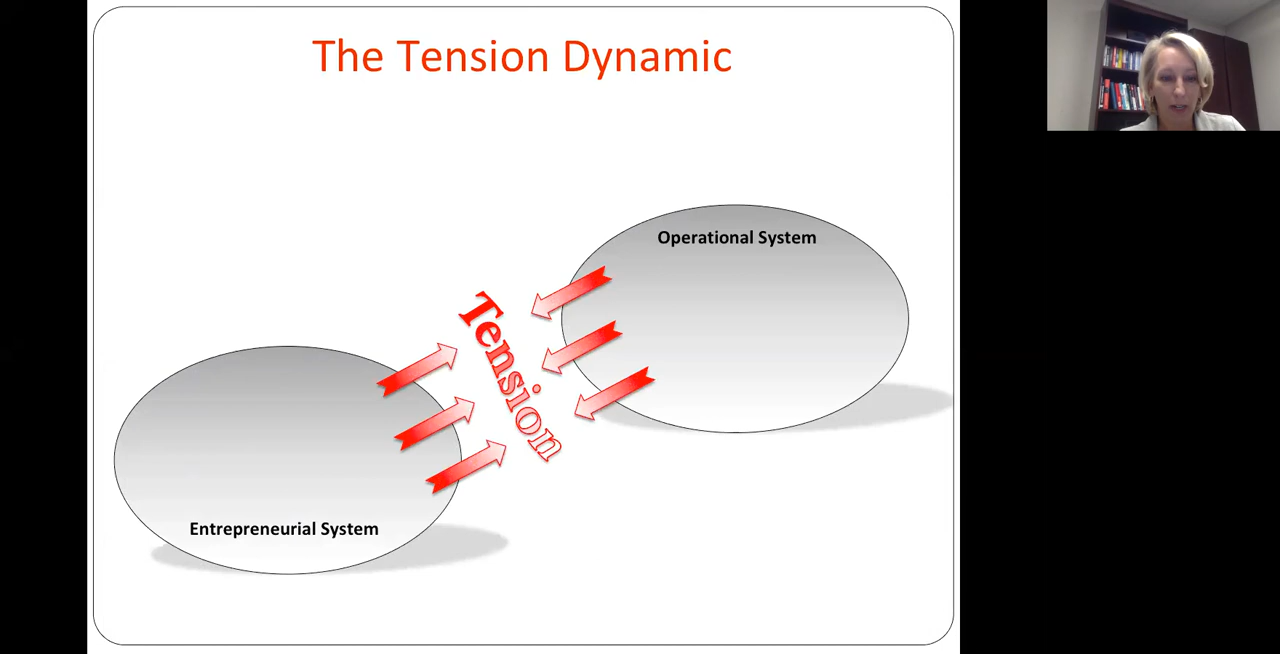 The Tension Dynamic
Operational System
Tension
Entrepreneurial System